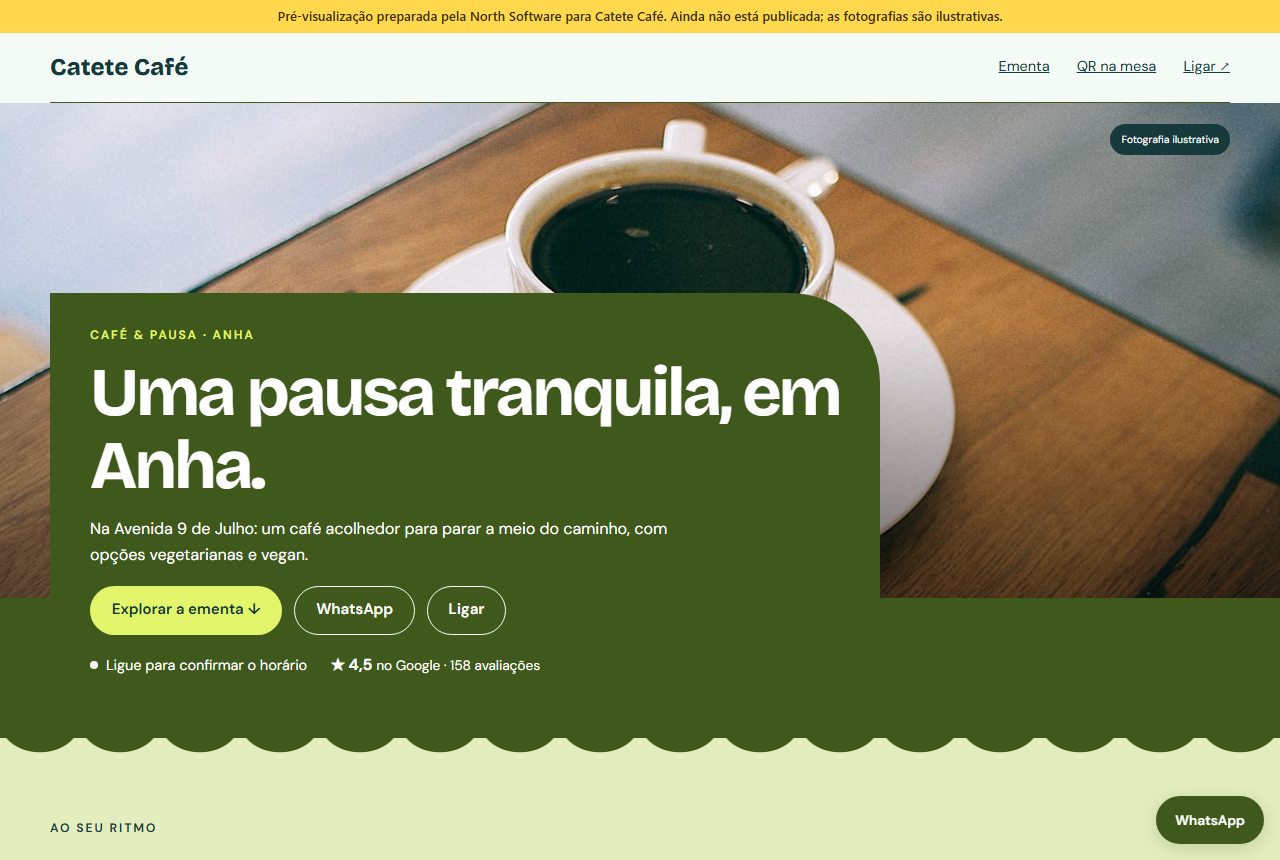 Pré-visualização preparada pela North Software para Catete Café. Ainda não está publicada; as fotografias são ilustrativas.
Catete Café
Ementa QR na mesa Ligar ↗
Fotografia ilustrativa
CAFÉ & PAUSA · ANHA
Uma pausa tranquila, em
Anha.
Na Avenida 9 de Julho: um café acolhedor para parar a meio do caminho, com
opções vegetarianas e vegan.
Explorar a ementa ↓ WhatsApp Ligar
Ligue para confirmar o horário ★ 4,5 no Google · 158 avaliações
AO SEU RITMO
WhatsApp